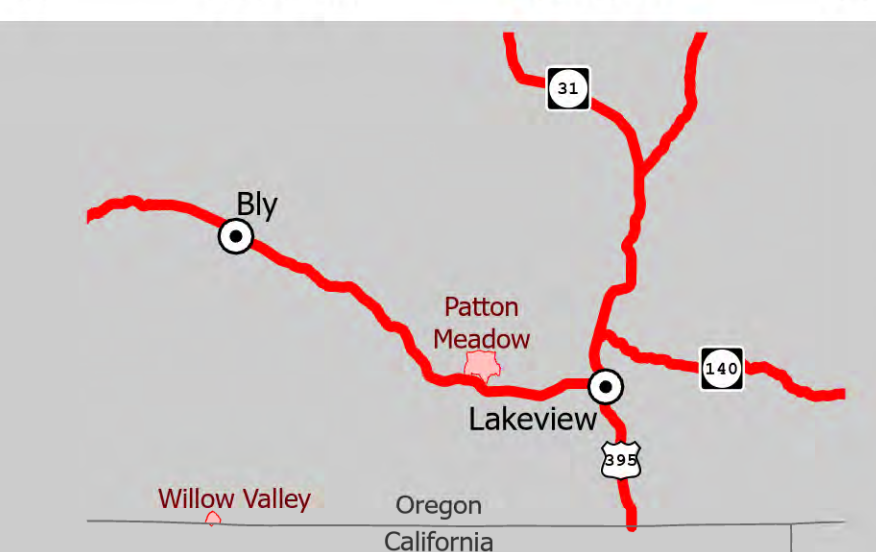 31
Bly
Patton
Meadow
140
Lakeview
395
Willow Valley
Oregon
California